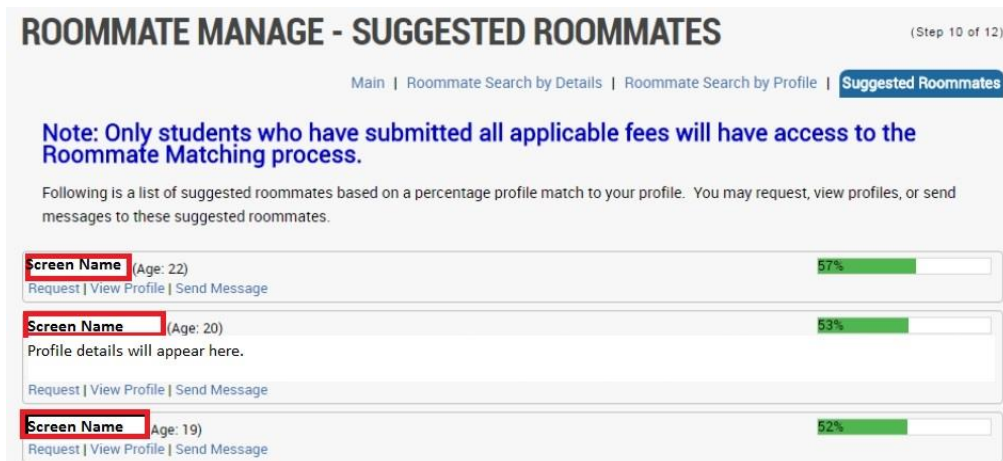 ROOMMATE MANAGE - SUGGESTED ROOMMATES
(Step 10 of 12)
Main | Roommate Search by Details | Roommate Search by Profile | Suggested Roommates
Note: Only students who have submitted all applicable fees will have access to the
Roommate Matching process.
Following is a list of suggested roommates based on a percentage profile match to your profile. You may request, view profiles, or send
messages to these suggested roommates.
Screen Name (Age: 22)
57%
Request | View Profile | Send Message
Screen Name (Age: 20)
53%
Profile details will appear here.
Request | View Profile | Send Message
Screen Name Age: 19)
52%
Request | View Profile | Send Message